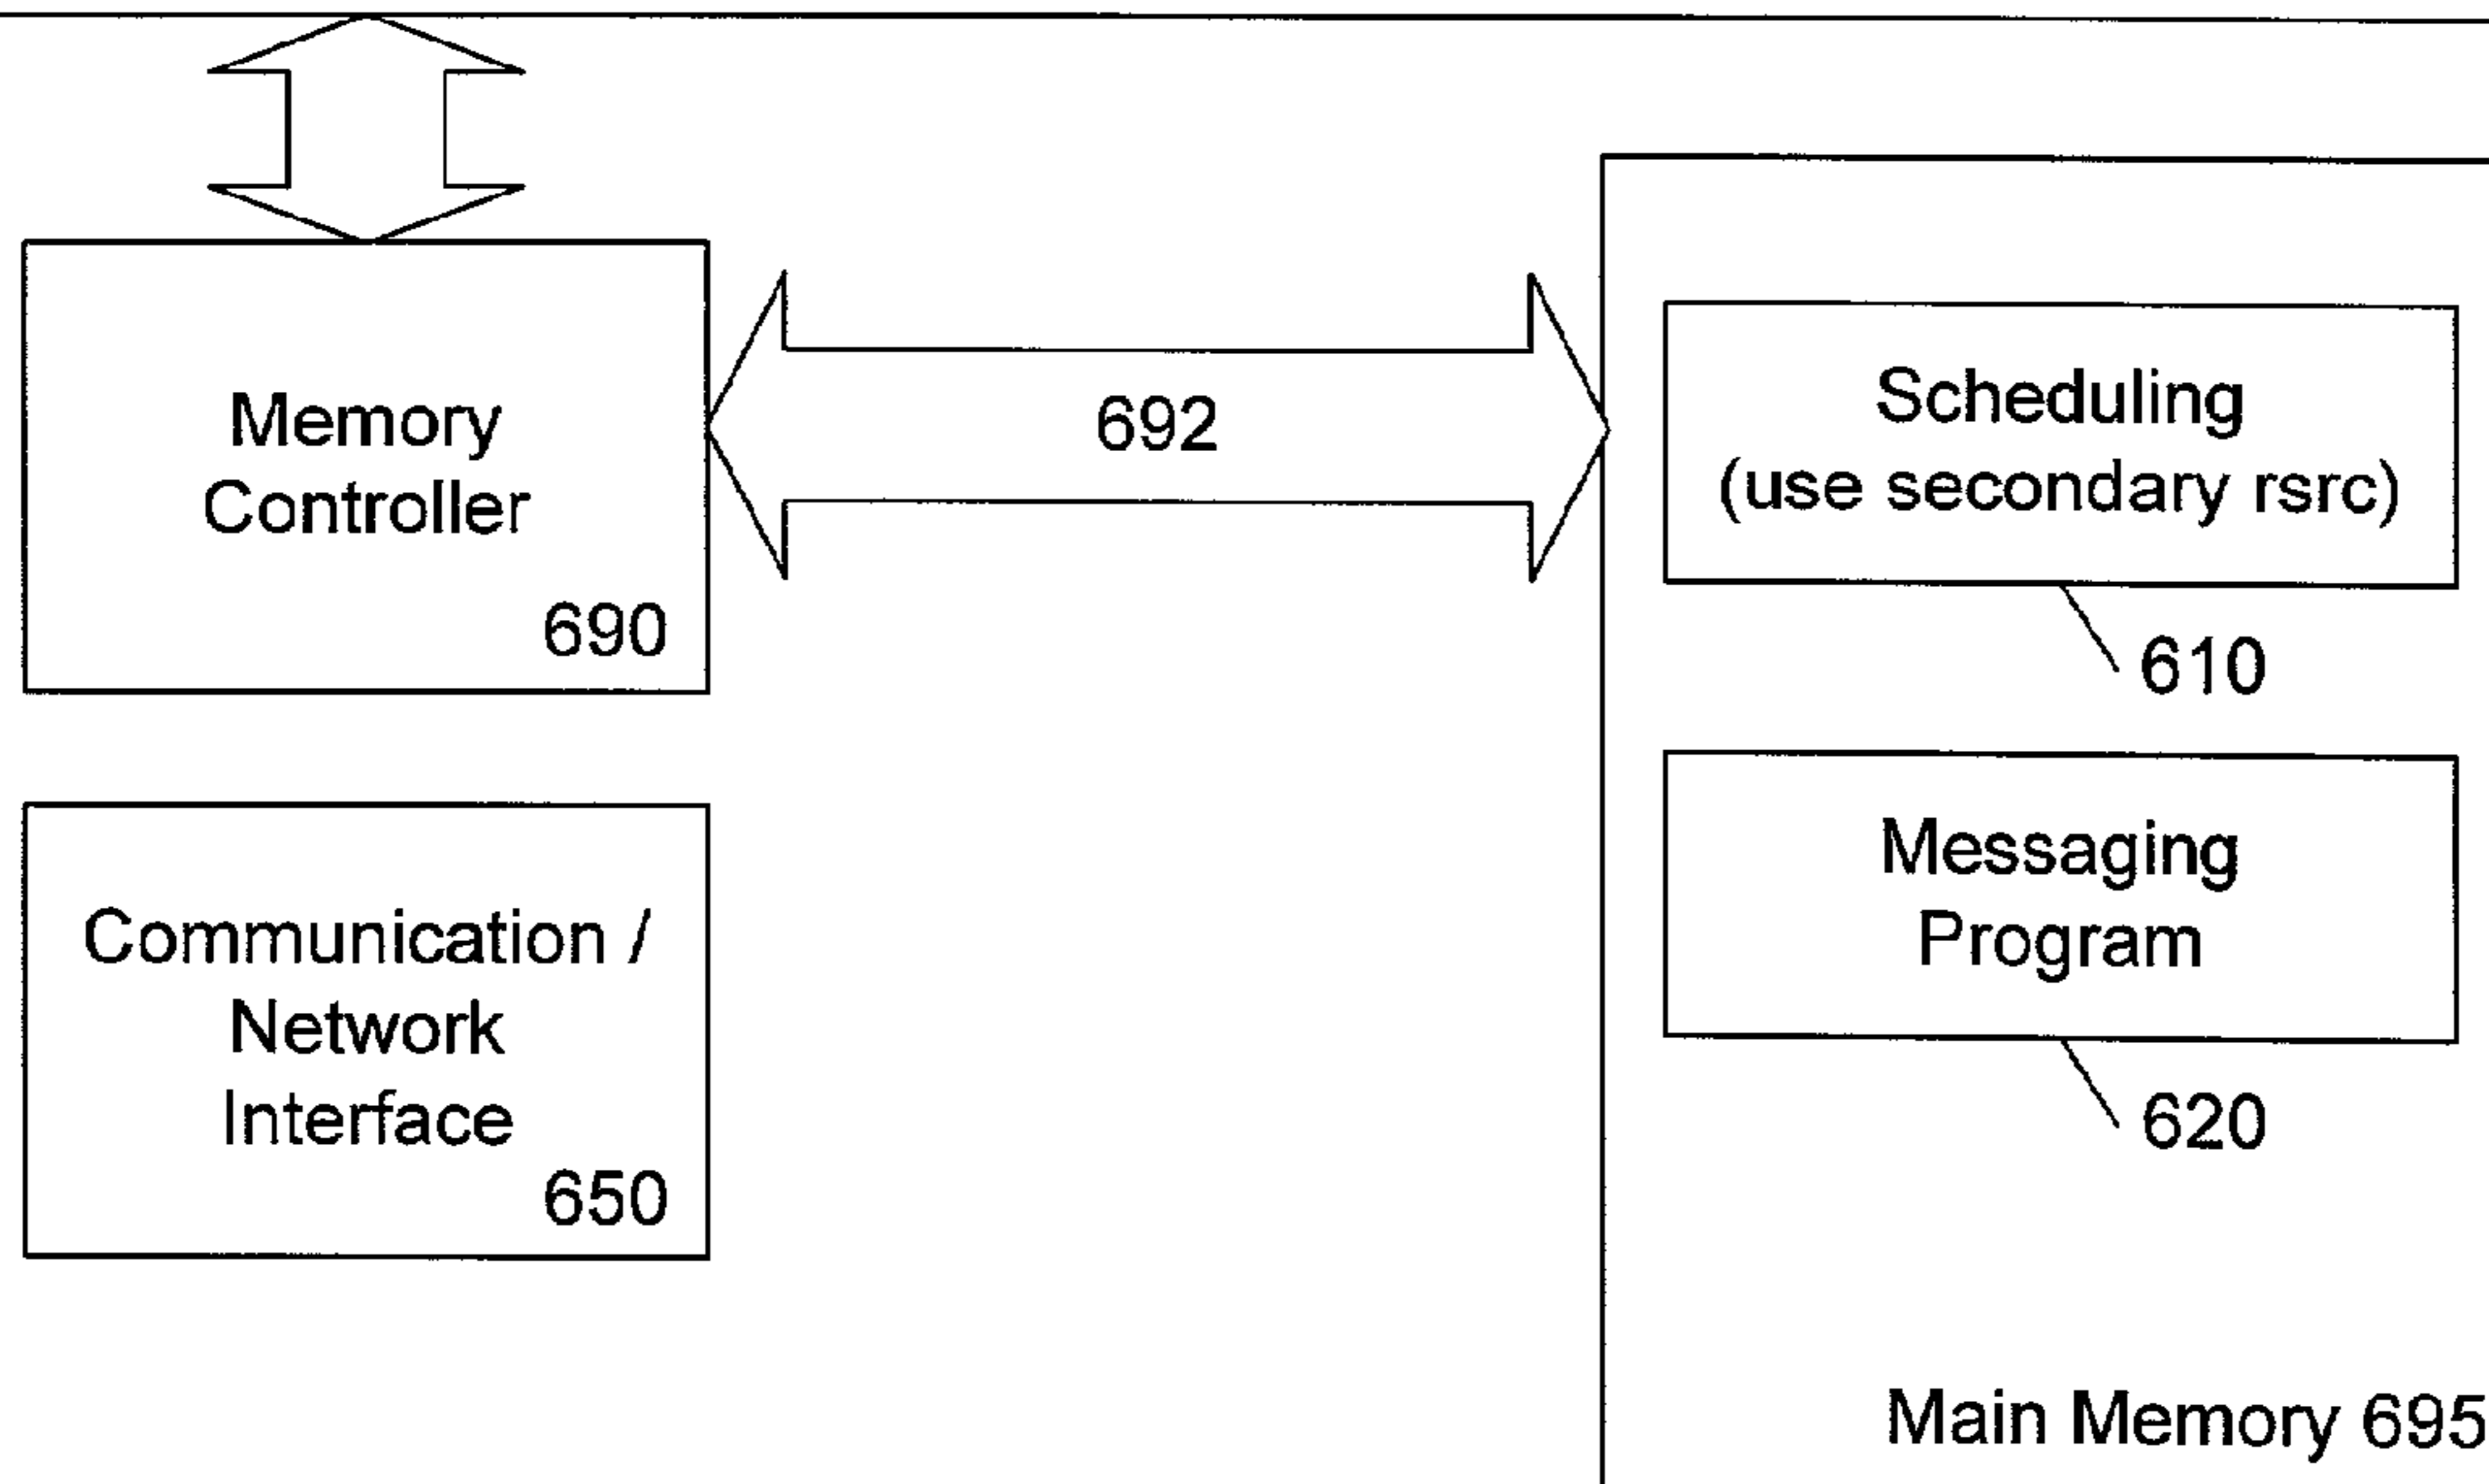 Memory
Controller
690
692
Scheduling
(use secondary rsrc)
610
Communication /
Network
Interface
650
Messaging
Program
620
Main Memory 695